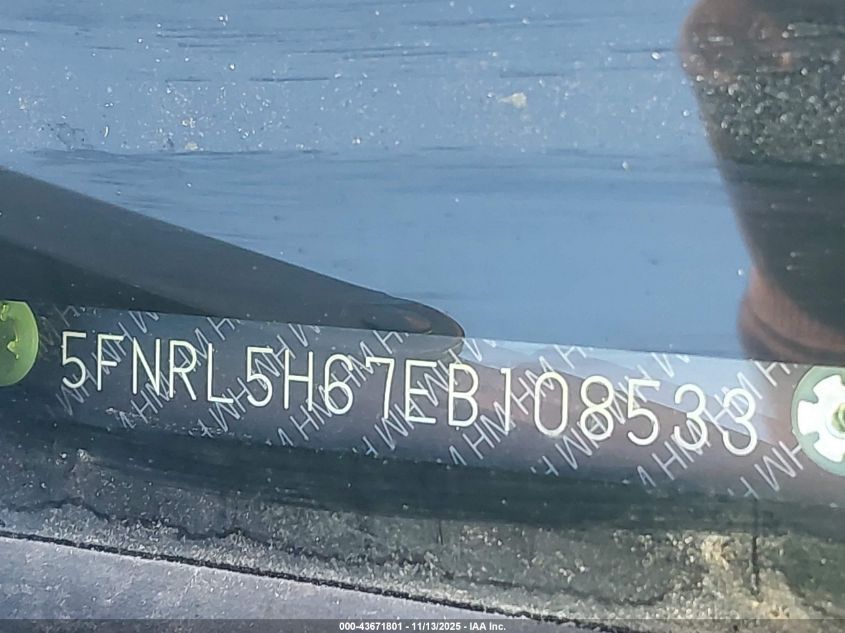 5FNRL5H67EB108533
000-43671801 - 11/13/2025 - IAA Inc.